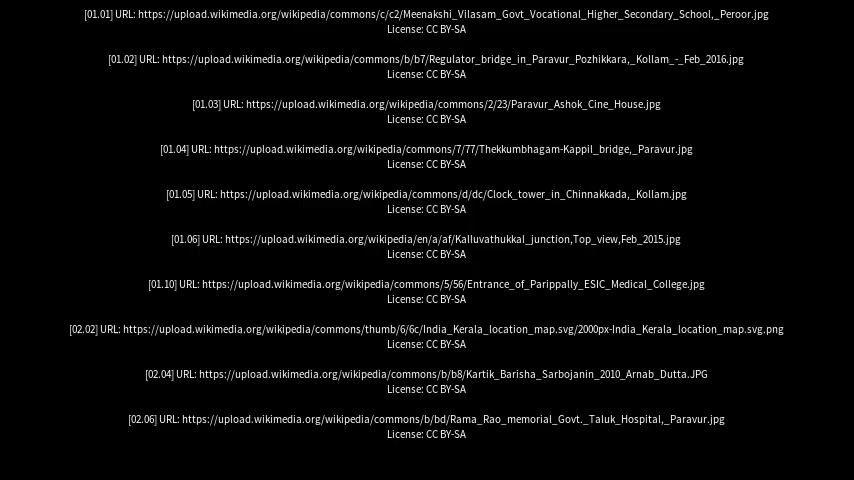 [01.01] URL: https://upload.wikimedia.org/wikipedia/commons/c/c2/Meenakshi_Vilasam_Govt_Vocational_Higher_Secondary_School,_Peroor.jpg
License: CC BY-SA
[01.02] URL: https://upload.wikimedia.org/wikipedia/commons/b/b7/Regulator_bridge_in_Paravur_Pozhikkara,_Kollam_-_Feb_2016.jpg
License: CC BY-SA
[01.03] URL: https://upload.wikimedia.org/wikipedia/commons/2/23/Paravur_Ashok_Cine_House.jpg
License: CC BY-SA
[01.04] URL: https://upload.wikimedia.org/wikipedia/commons/7/77/Thekkumbhagam-Kappil_bridge,_Paravur.jpg
License: CC BY-SA
[01.05] URL: https://upload.wikimedia.org/wikipedia/commons/d/dc/Clock_tower_in_Chinnakkada,_Kollam.jpg
License: CC BY-SA
[01.06] URL: https://upload.wikimedia.org/wikipedia/en/a/af/Kalluvathukkal_junction,Top_view,Feb_2015.jpg
License: CC BY-SA
[01.10] URL: https://upload.wikimedia.org/wikipedia/commons/5/56/Entrance_of_Parippally_ESIC_Medical_College.jpg
License: CC BY-SA
[02.02] URL: https://upload.wikimedia.org/wikipedia/commons/thumb/6/6c/India_Kerala_location_map.svg/2000px-India_Kerala_location_map.svg.png
License: CC BY-SA
[02.04] URL: https://upload.wikimedia.org/wikipedia/commons/b/b8/Kartik_Barisha_Sarbojanin_2010_Arnab_Dutta.JPG
License: CC BY-SA
[02.06] URL: https://upload.wikimedia.org/wikipedia/commons/b/bd/Rama_Rao_memorial_Govt._Taluk_Hospital,_Paravur.jpg
License: CC BY-SA